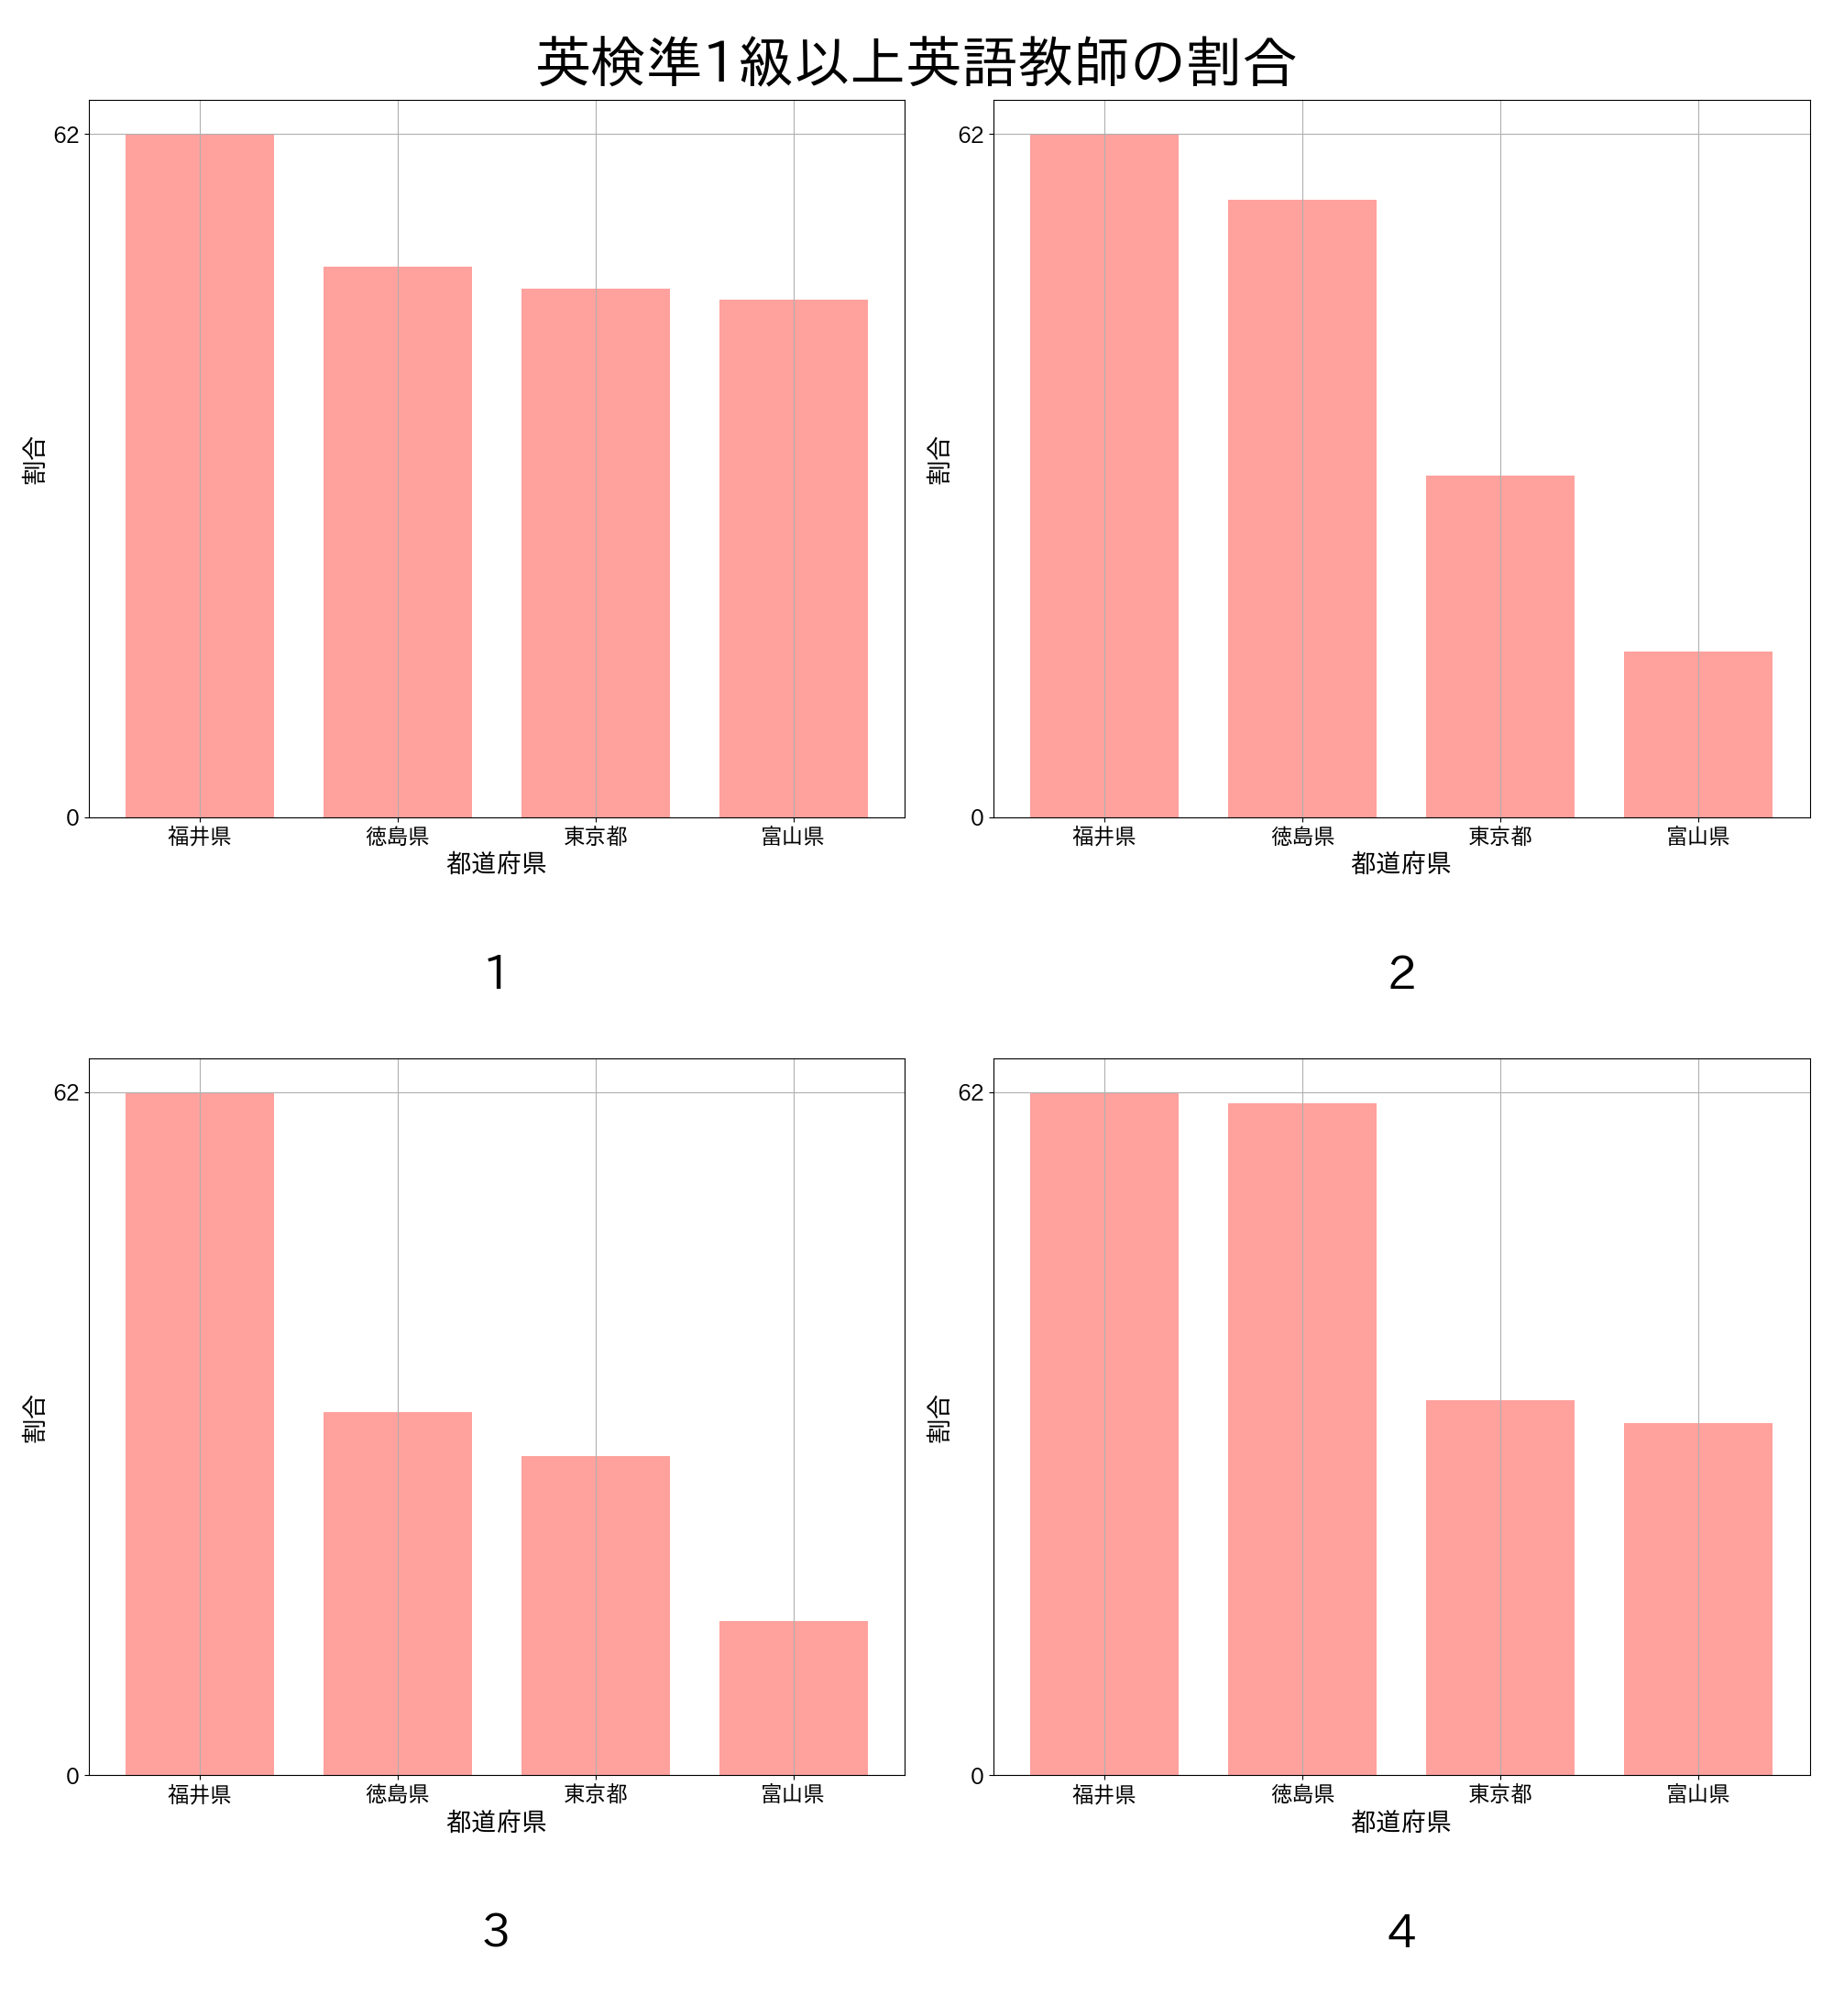 英検準1級以上英語教師の割合
62
割合
0
福井県 徳島県 東京都 富山県
都道府県
1
62
割合
0
福井県 徳島県 東京都 富山県
都道府県
2
62
割合
0
福井県 徳島県 東京都 富山県
都道府県
3
62
割合
0
福井県 徳島県 東京都 富山県
都道府県
4